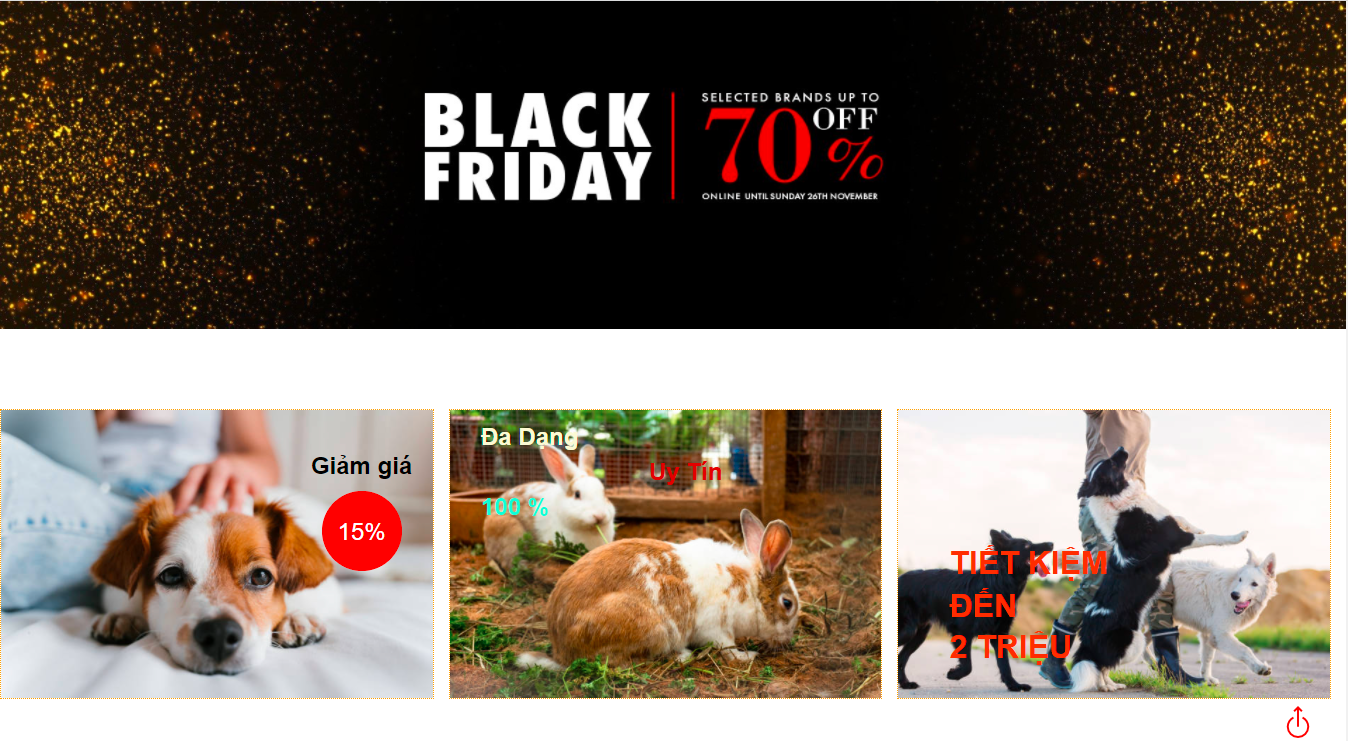 BLACK
FRIDAY
SELECTED BRANDS UP TO
70% OFF
ONLINE UNTIL SUNDAY 26TH NOVEMBER
Giảm giá
15%
Đa Dạng
Uy Tín
100 %
TIẾT KIỆM
ĐẾN
2 TRIỆU